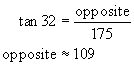 tan 32 = opposite / 175
opposite ≈ 109